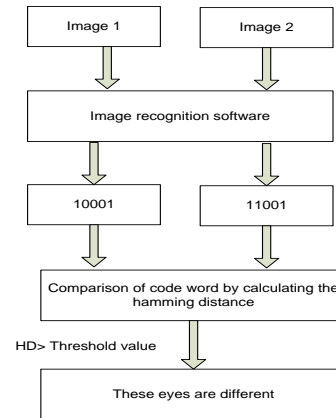 Image 1
Image 2
Image recognition software
10001
11001
Comparison of code word by calculating the
hamming distance
HD> Threshold value
These eyes are different